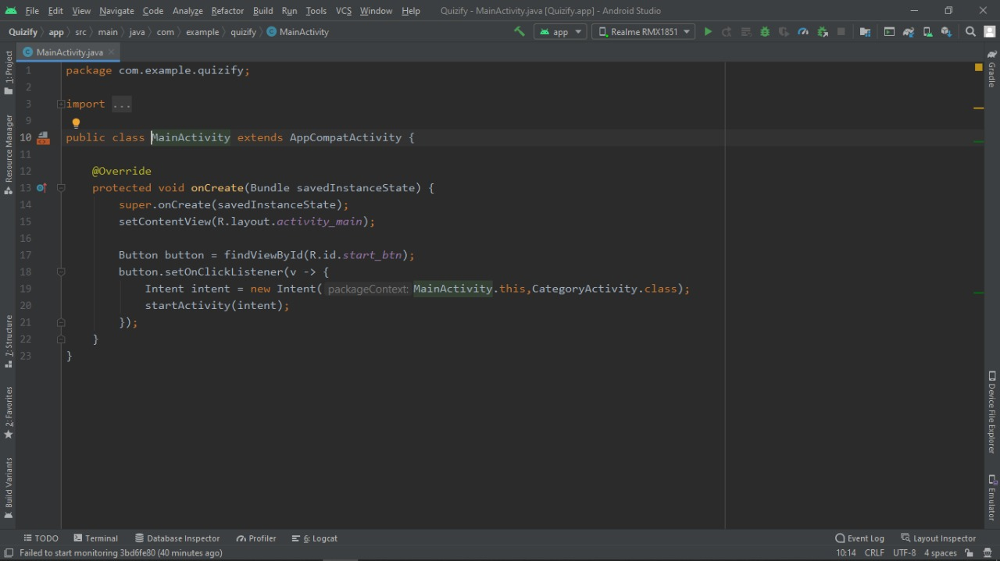 File Edit View Navigate Code Analyze Refactor Build Run Tools VCS Window Help Quizify - MainActivity.java [Quizify.app] - Android Studio
Quizify app src main java com example quizify MainActivity app Realme RMX1851
MainActivity.java
1: Project
Resource Manager
7: Structure
2: Favorites
Build Variants
1 package com.example.quizify;
2
3 import ...
9
10 public class MainActivity extends AppCompatActivity {
11
12 @Override
13 protected void onCreate(Bundle savedInstanceState) {
14 super.onCreate(savedInstanceState);
15 setContentView(R.layout.activity_main);
16
17 Button button = findViewById(R.id.start_btn);
18 button.setOnClickListener(v -> {
19 Intent intent = new Intent( packageContext: MainActivity.this,CategoryActivity.class);
20 startActivity(intent);
21 });
22 }
23 }
Gradle
Device File Explorer
Emulator
TODO Terminal Database Inspector Profiler 6: Logcat Event Log Layout Inspector
Failed to start monitoring 3bd6fe80 (40 minutes ago) 10:14 CRLF UTF-8 4 spaces